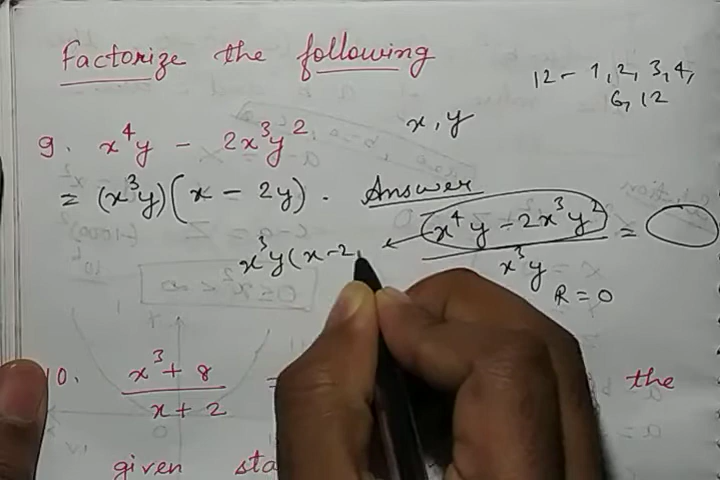 Factorize the following
12 - 1, 2, 3, 4,
6, 12
x, y
9. x⁴y - 2x³y²
= (x³y)(x - 2y). Answer
x⁴y - 2x³y² =
x³y
x³y(x-2
R = 0
10. x³ + 8 = the
x + 2
given sta